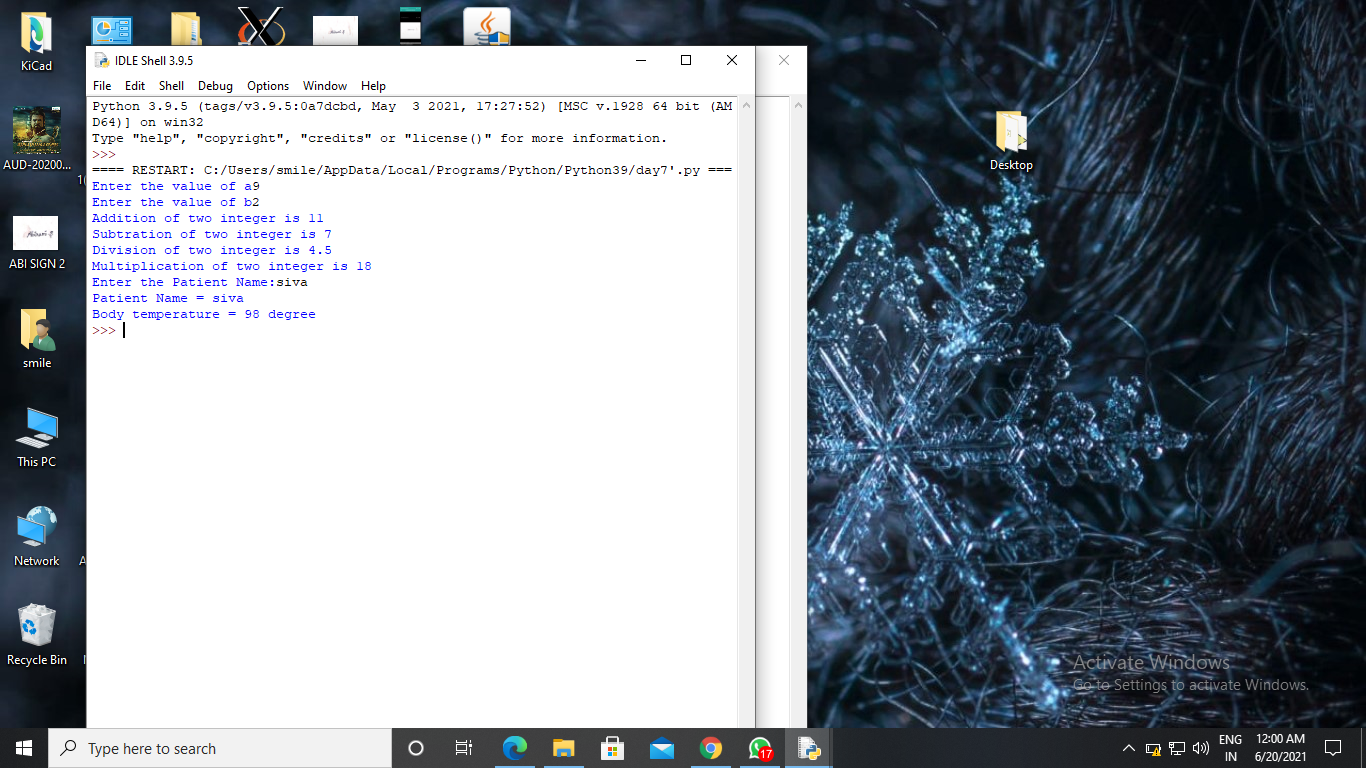 KiCad
AUD-20200...
ABI SIGN 2
smile
This PC
Network
Recycle Bin
Desktop
IDLE Shell 3.9.5
File Edit Shell Debug Options Window Help
Python 3.9.5 (tags/v3.9.5:0a7dcbd, May  3 2021, 17:27:52) [MSC v.1928 64 bit (AM
D64)] on win32
Type "help", "copyright", "credits" or "license()" for more information.
>>>
==== RESTART: C:/Users/smile/AppData/Local/Programs/Python/Python39/day7'.py ===
Enter the value of a9
Enter the value of b2
Addition of two integer is 11
Subtration of two integer is 7
Division of two integer is 4.5
Multiplication of two integer is 18
Enter the Patient Name:siva
Patient Name = siva
Body temperature = 98 degree
>>>
Activate Windows
Go to Settings to activate Windows.
Type here to search
17
ENG
IN
12:00 AM
6/20/2021